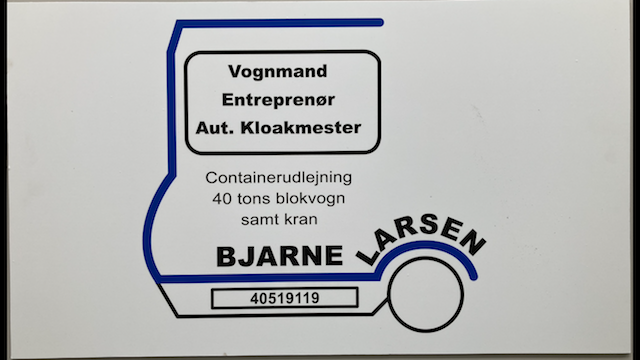 Vognmand
Entreprenør
Aut. Kloakmester
Containerudlejning
40 tons blokvogn
samt kran
BJARNE LARSEN
40519119